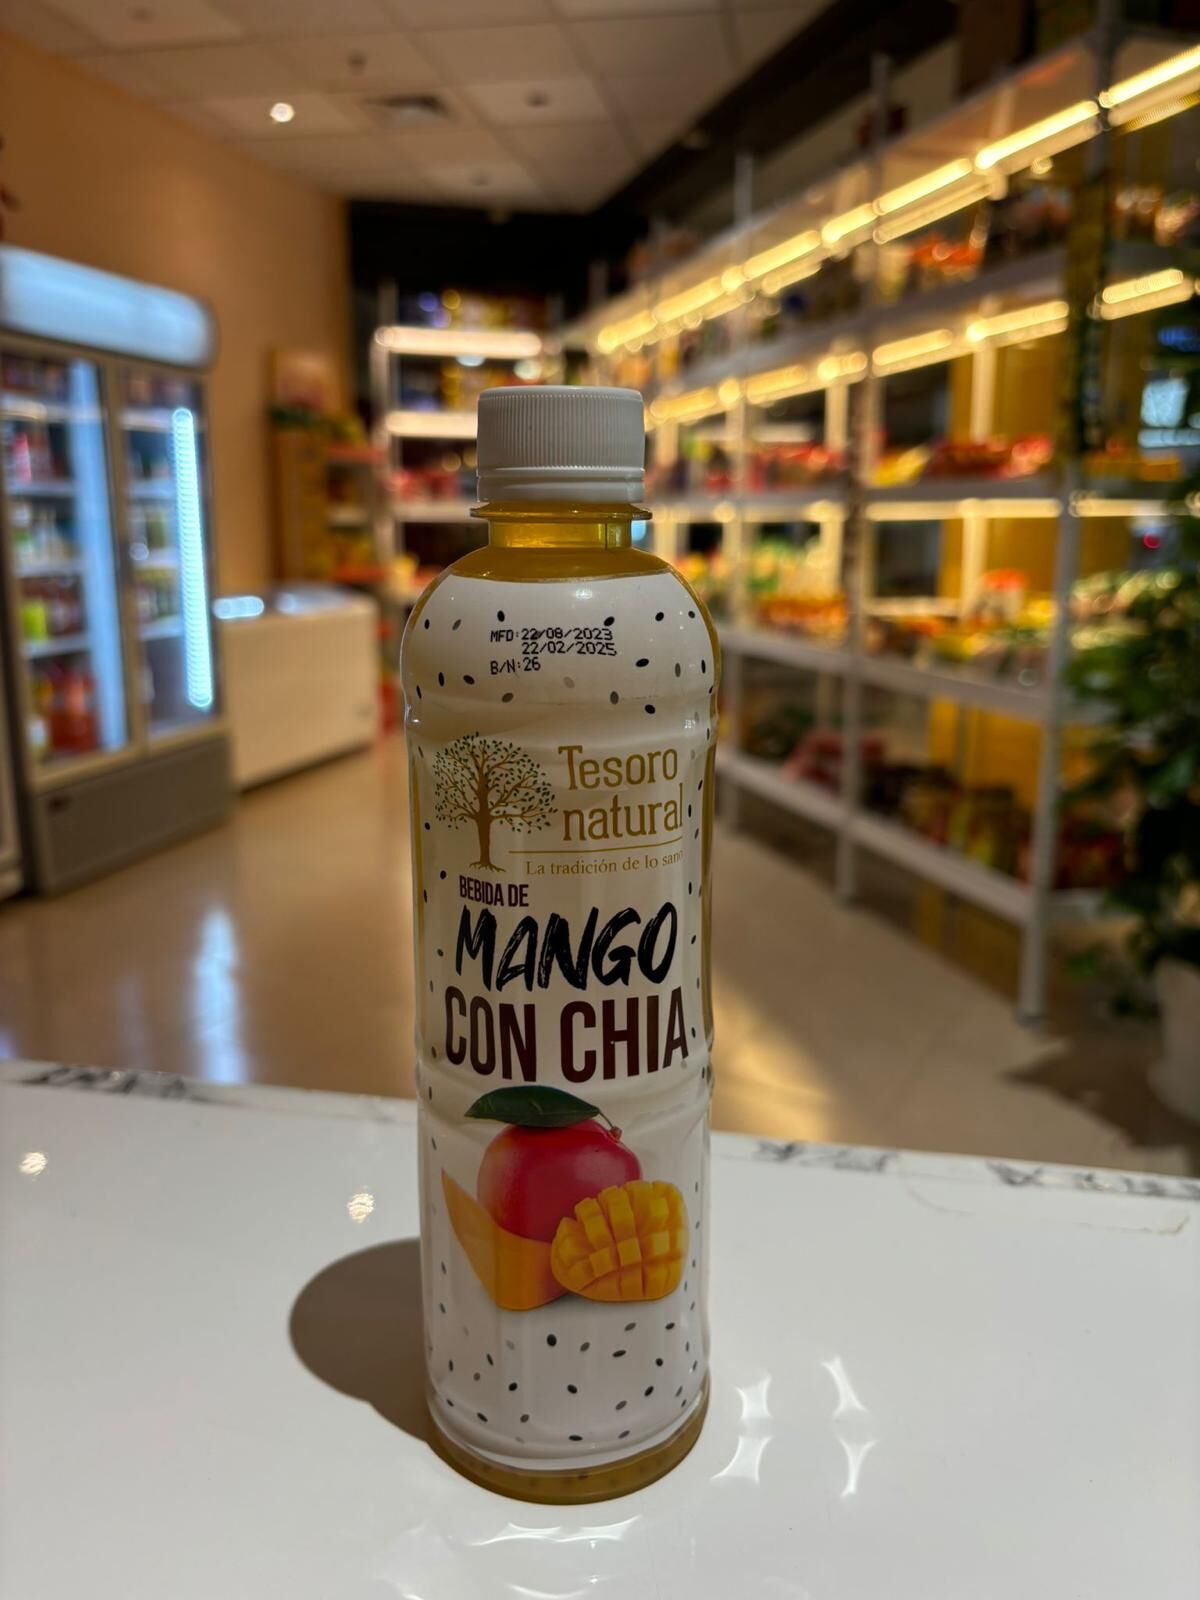 MFD:22/08/2023
22/02/2025
B/N:26
Tesoro
natural
La tradición de lo sano
BEBIDA DE
MANGO
CON CHIA